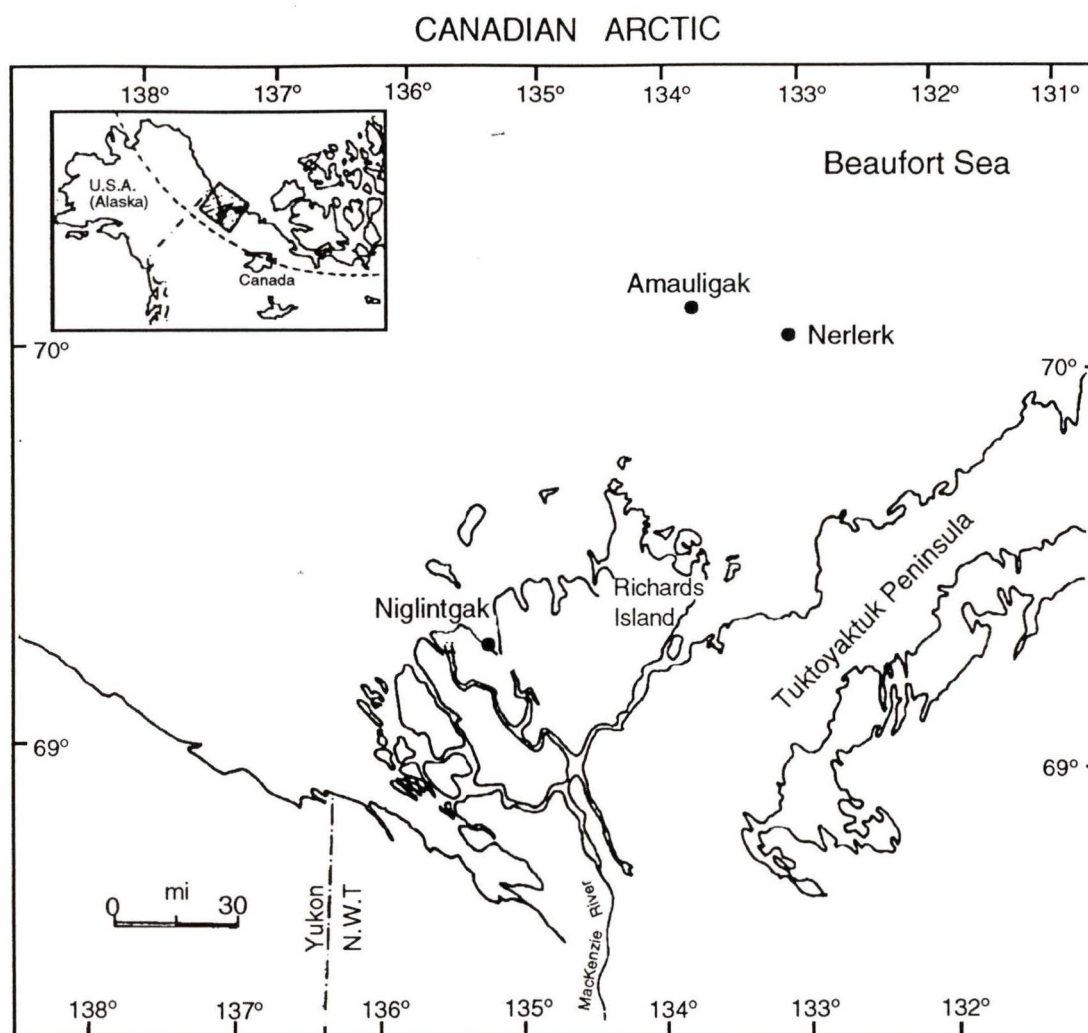 CANADIAN ARCTIC
138° 137° 136° 135° 134° 133° 132° 131°
Beaufort Sea
U.S.A.
(Alaska)
Canada
Amauligak
Nerlerk
70°
70°
Tuktoyaktuk Peninsula
Richards
Island
Niglintgak
69°
69°
mi
0 30
Yukon
N.W.T
MacKenzie River
138° 137° 136° 135° 134° 133° 132°